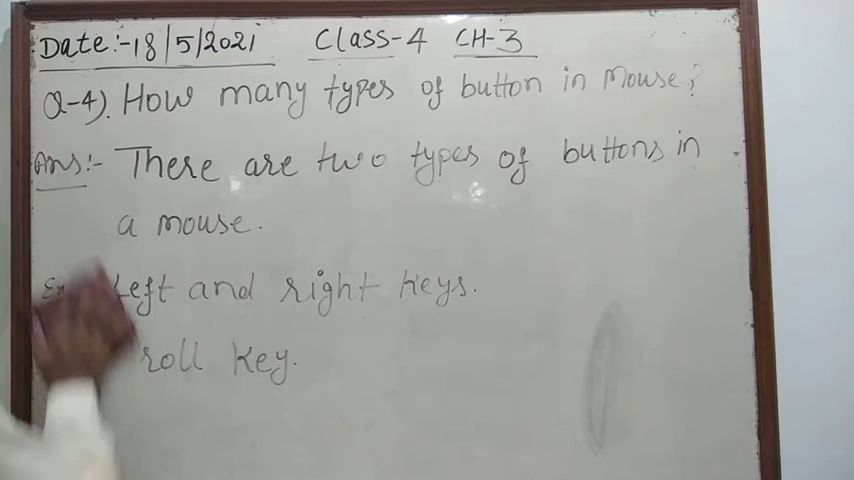 Date:-18/5/2021 Class-4 CH-3
Q-4). How many types of button in Mouse?
Ans:- There are two types of buttons in
a mouse.
Left and right keys.
roll key.